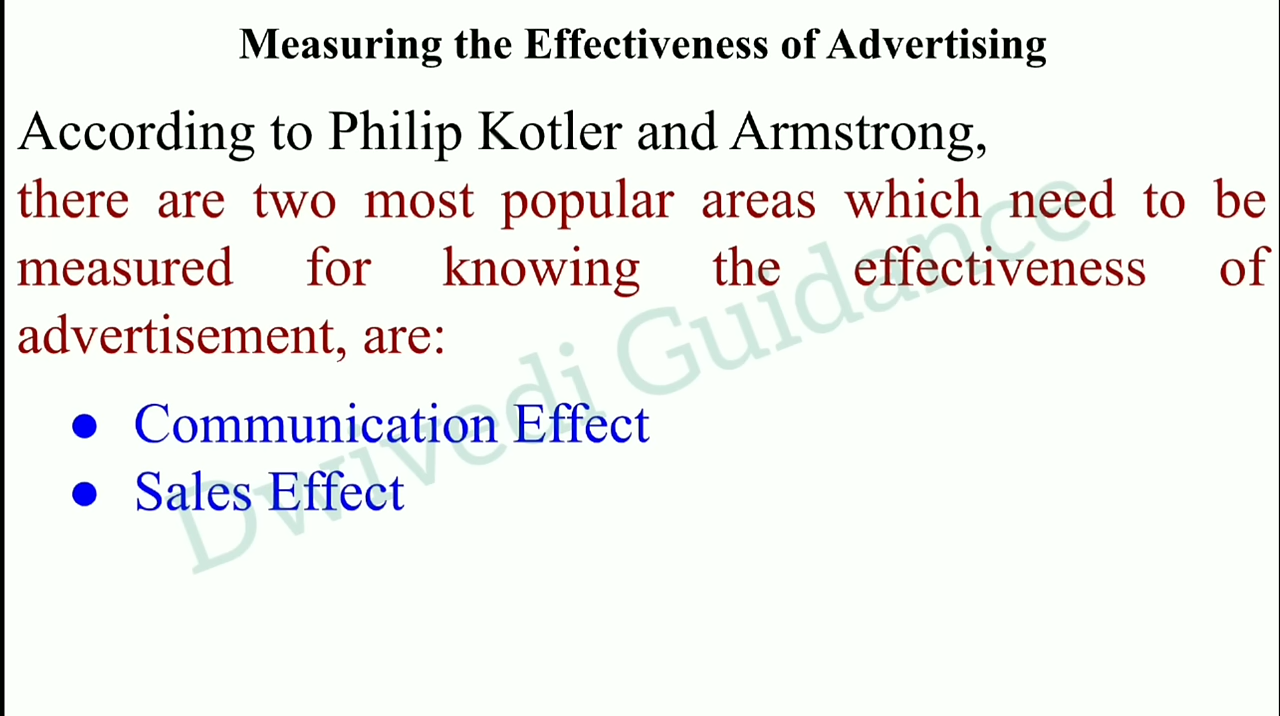 Measuring the Effectiveness of Advertising
According to Philip Kotler and Armstrong,
there are two most popular areas which need to be
measured for knowing the effectiveness of
advertisement, are:
● Communication Effect
● Sales Effect
Dwivedi Guidance